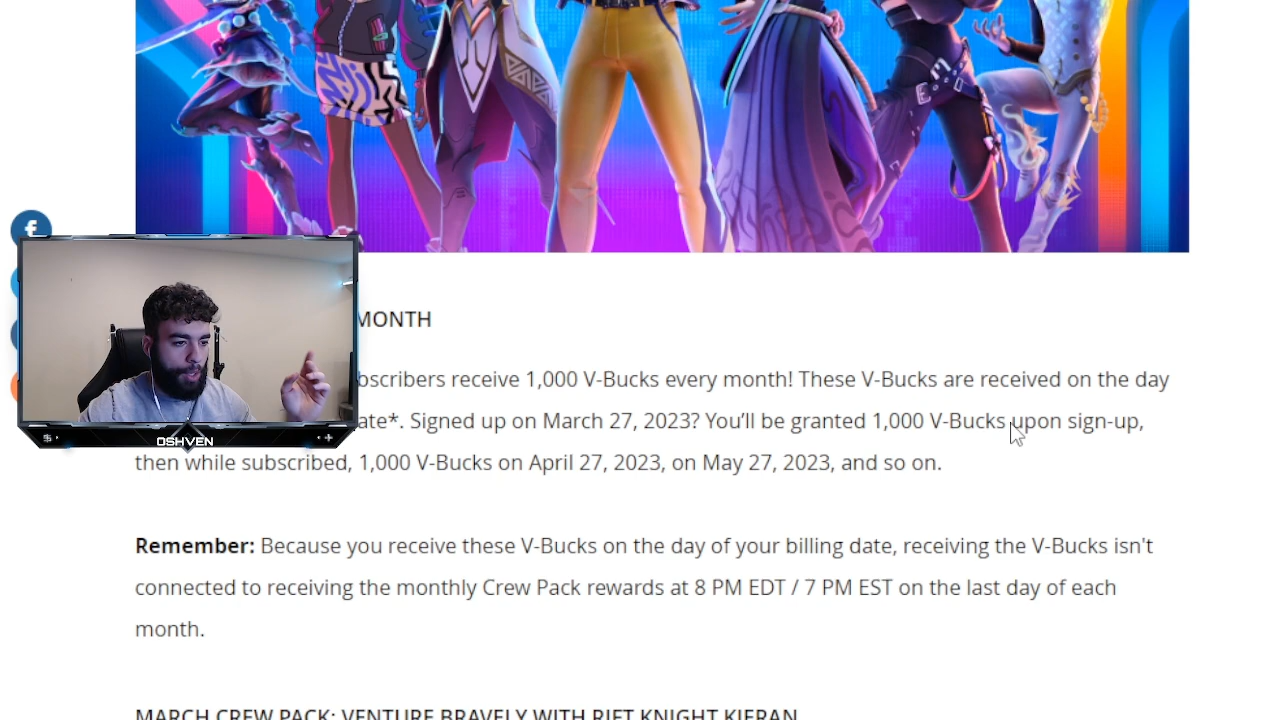 f
MONTH
bscribers receive 1,000 V-Bucks every month! These V-Bucks are received on the day
ate*. Signed up on March 27, 2023? You’ll be granted 1,000 V-Bucks upon sign-up,
OSHVEN
then while subscribed, 1,000 V-Bucks on April 27, 2023, on May 27, 2023, and so on.
Remember: Because you receive these V-Bucks on the day of your billing date, receiving the V-Bucks isn't
connected to receiving the monthly Crew Pack rewards at 8 PM EDT / 7 PM EST on the last day of each
month.
MARCH CREW PACK: VENTURE BRAVELY WITH RIFT KNIGHT KIERAN